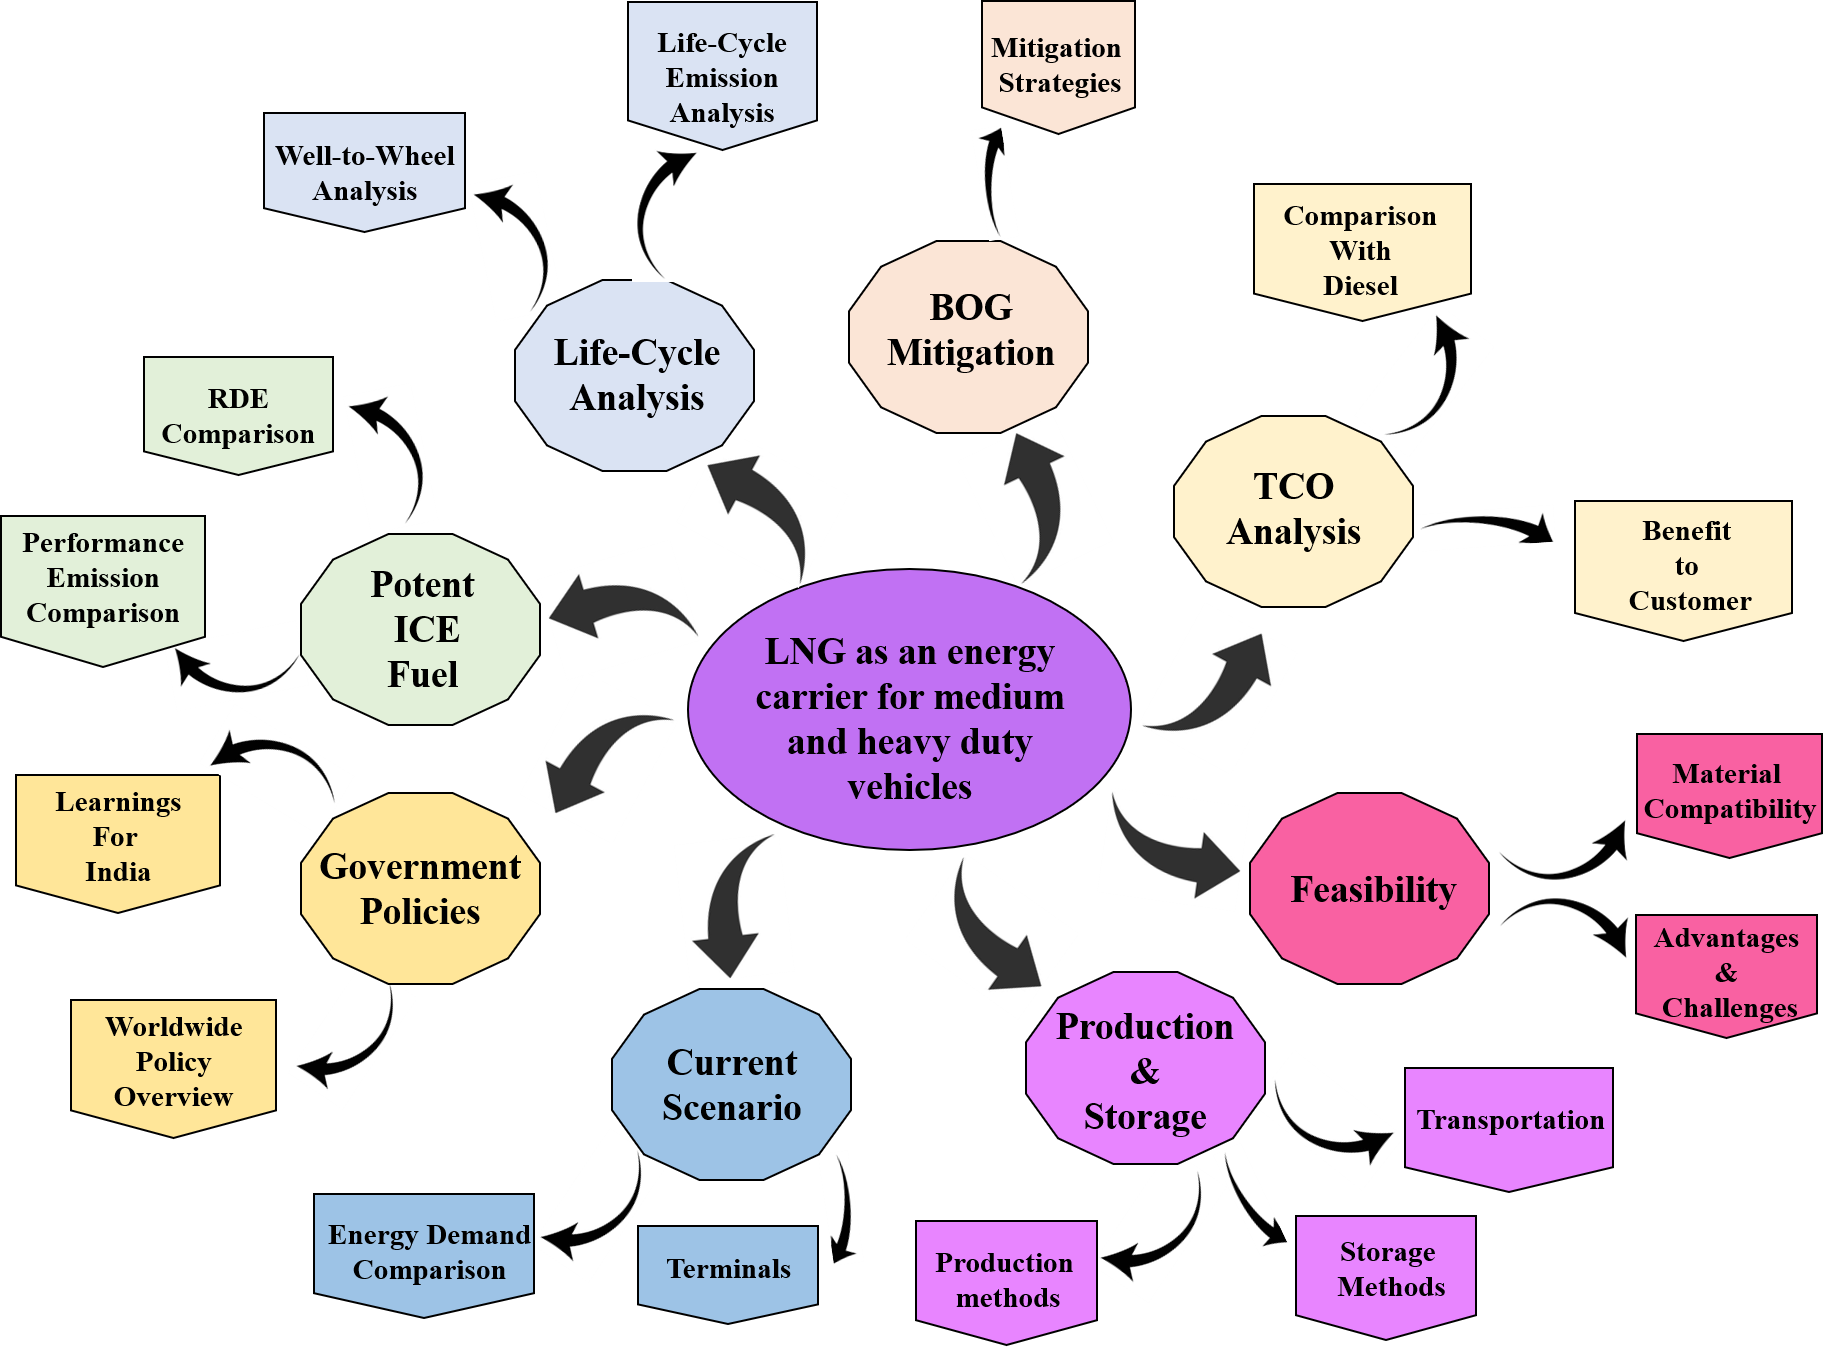 Life-Cycle
Emission
Analysis
Mitigation
Strategies
Well-to-Wheel
Analysis
Comparison
With
Diesel
BOG
Mitigation
Life-Cycle
Analysis
RDE
Comparison
TCO
Analysis
Benefit
to
Customer
Performance
Emission
Comparison
Potent
ICE
Fuel
LNG as an energy
carrier for medium
and heavy duty
vehicles
Material
Compatibility
Learnings
For
India
Government
Policies
Feasibility
Advantages
&
Challenges
Worldwide
Policy
Overview
Current
Scenario
Production
&
Storage
Transportation
Energy Demand
Comparison
Terminals
Production
methods
Storage
Methods